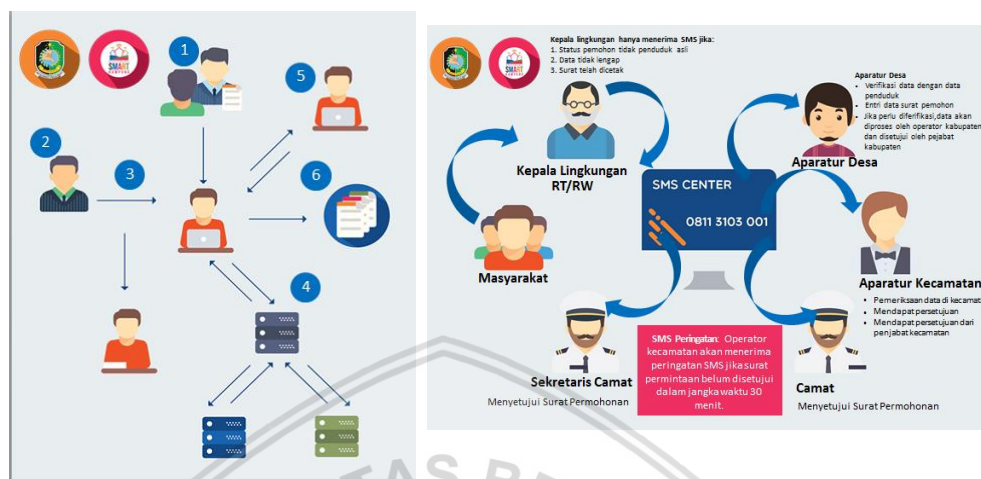 1
5
2
3
6
4
SMART
KAMPUNG
Kepala lingkungan hanya menerima SMS jika:
1. Status pemohon tidak penduduk asli
2. Data tidak lengap
3. Surat telah dicetak
SMART
KAMPUNG
Kepala Lingkungan
RT/RW
Masyarakat
SMS CENTER
0811 3103 001
Aparatur Desa
• Verifikasi data dengan data
penduduk
• Entri data surat pemohon
• Jika perlu diferifikasi,data akan
diproses oleh operator kabupaten
dan disetujui oleh pejabat
kabupaten
Aparatur Desa
Aparatur Kecamatan
• Pemeriksaan data di kecamat
• Mendapat persetujuan
• Mendapat persetujuan dari
penjabat kecamatan
Sekretaris Camat
Menyetujui Surat Permohonan
SMS Peringatan: Operator
kecamatan akan menerima
peringatan SMS jika surat
permintaan belum disetujui
dalam jangka waktu 30
menit.
Camat
Menyetujui Surat Permohonan
TAS BR